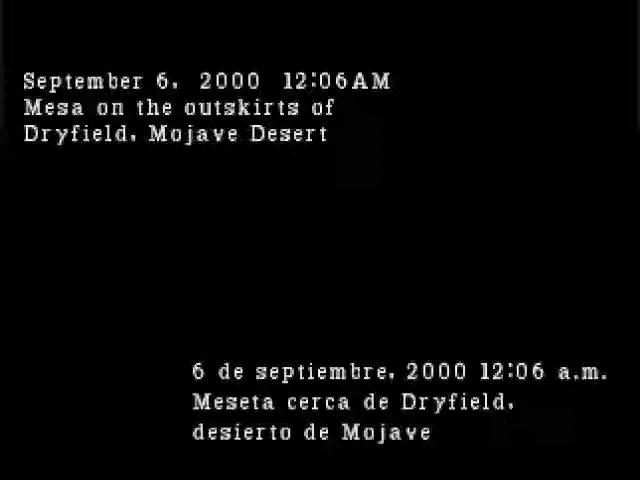 September 6, 2000 12:06AM
Mesa on the outskirts of
Dryfield, Mojave Desert
6 de septiembre, 2000 12:06 a.m.
Meseta cerca de Dryfield,
desierto de Mojave